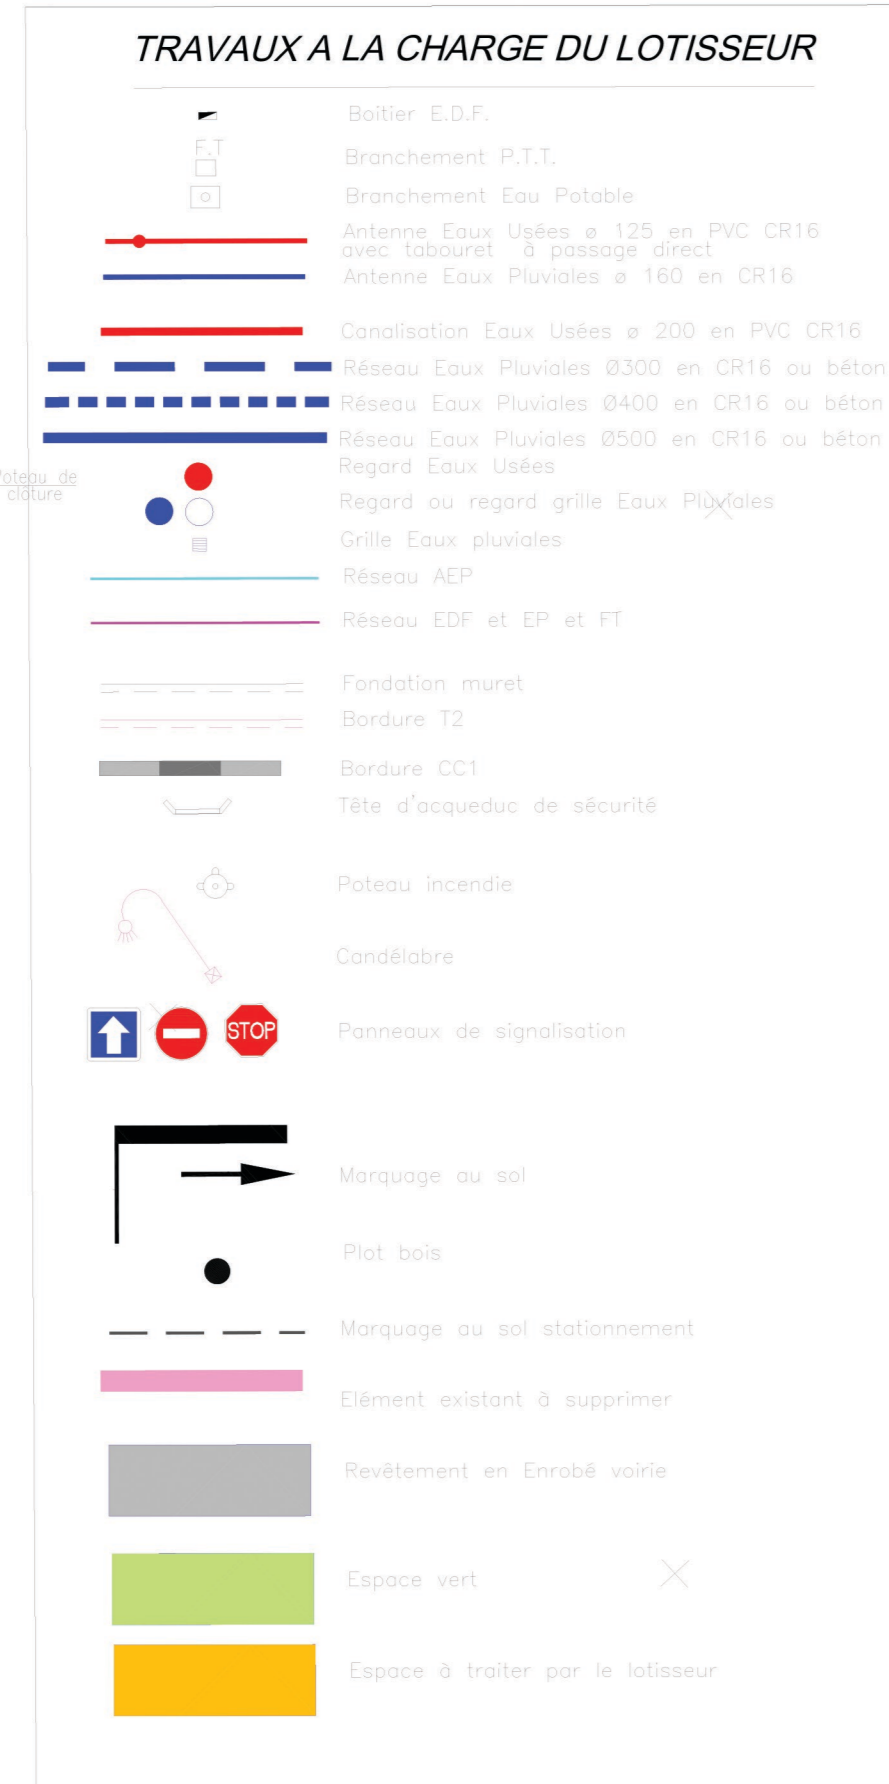 TRAVAUX A LA CHARGE DU LOTISSEUR
Boitier E.D.F.
F.T
Branchement P.T.T.
Branchement Eau Potable
Antenne Eaux Usées ø 125 en PVC CR16
avec tabouret à passage direct
Antenne Eaux Pluviales ø 160 en CR16
Canalisation Eaux Usées ø 200 en PVC CR16
Réseau Eaux Pluviales Ø300 en CR16 ou béton
Réseau Eaux Pluviales Ø400 en CR16 ou béton
Réseau Eaux Pluviales Ø500 en CR16 ou béton
Regard Eaux Usées
Poteau de
clôture
Regard ou regard grille Eaux Pluviales
Grille Eaux pluviales
Réseau AEP
Réseau EDF et EP et FT
Fondation muret
Bordure T2
Bordure CC1
Tête d'acqueduc de sécurité
Poteau incendie
Candélabre
STOP
Panneaux de signalisation
Marquage au sol
Plot bois
Marquage au sol stationnement
Elément existant à supprimer
Revêtement en Enrobé voirie
Espace vert
Espace à traiter par le lotisseur